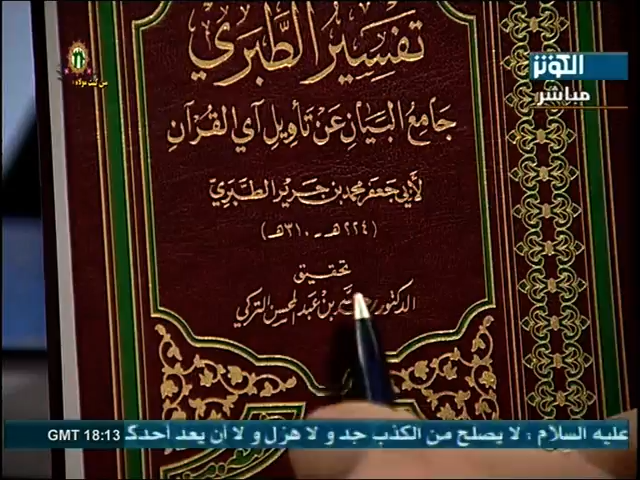 تفسير الطبري
جامع البيان عن تأويل آي القرآن
لأبي جعفر محمد بن جرير الطبري
(٢٢٤هـ - ٣١٠هـ)
تحقيق
الدكتور بن عبد المحسن التركي
الكوثر
مباشر
عليه السلام : لا يصلح من الكذب جد و لا هزل و لا أن يعد أحدك
GMT 18:13